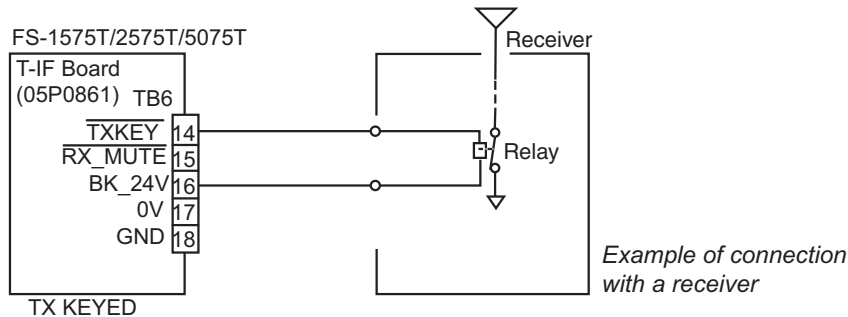 FS-1575T/2575T/5075T
T-IF Board
(05P0861) TB6
TXKEY 14
RX_MUTE 15
BK_24V 16
0V 17
GND 18
TX KEYED
Receiver
Relay
Example of connection
with a receiver